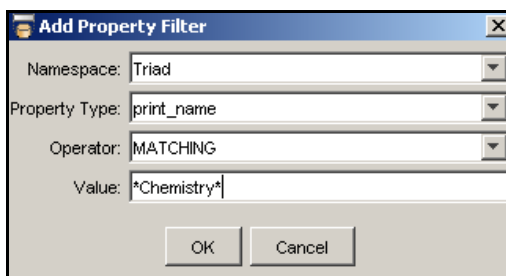 Add Property Filter
Namespace: Triad
Property Type: print_name
Operator: MATCHING
Value: *Chemistry*
OK Cancel